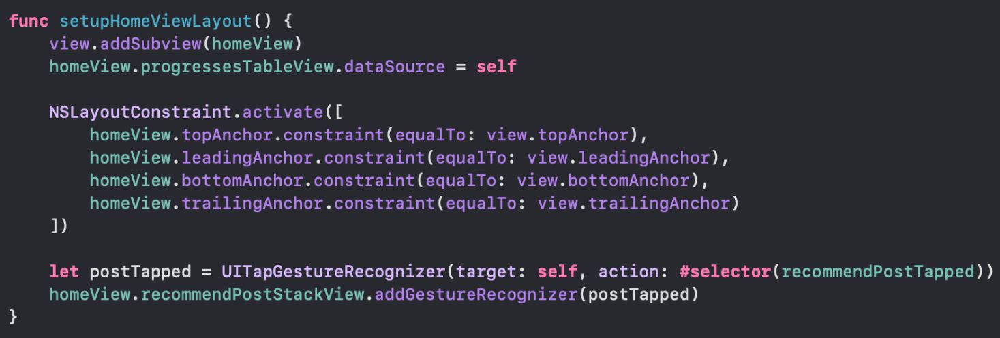 func setupHomeViewLayout() {
    view.addSubview(homeView)
    homeView.progressesTableView.dataSource = self

    NSLayoutConstraint.activate([
        homeView.topAnchor.constraint(equalTo: view.topAnchor),
        homeView.leadingAnchor.constraint(equalTo: view.leadingAnchor),
        homeView.bottomAnchor.constraint(equalTo: view.bottomAnchor),
        homeView.trailingAnchor.constraint(equalTo: view.trailingAnchor)
    ])

    let postTapped = UITapGestureRecognizer(target: self, action: #selector(recommendPostTapped))
    homeView.recommendPostStackView.addGestureRecognizer(postTapped)
}